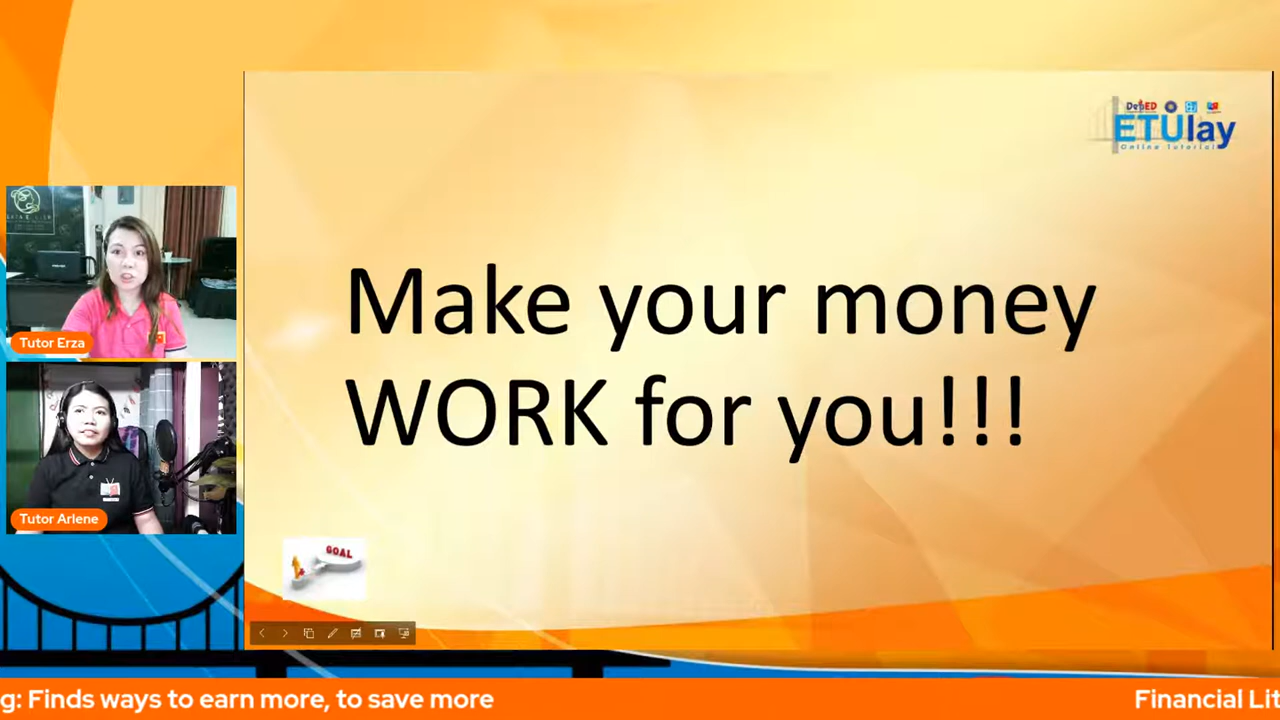 DepED
ETUlay
Online Tutorial
Make your money
WORK for you!!!
Tutor Erza
Tutor Arlene
GOAL
g: Finds ways to earn more, to save more
Financial Lit